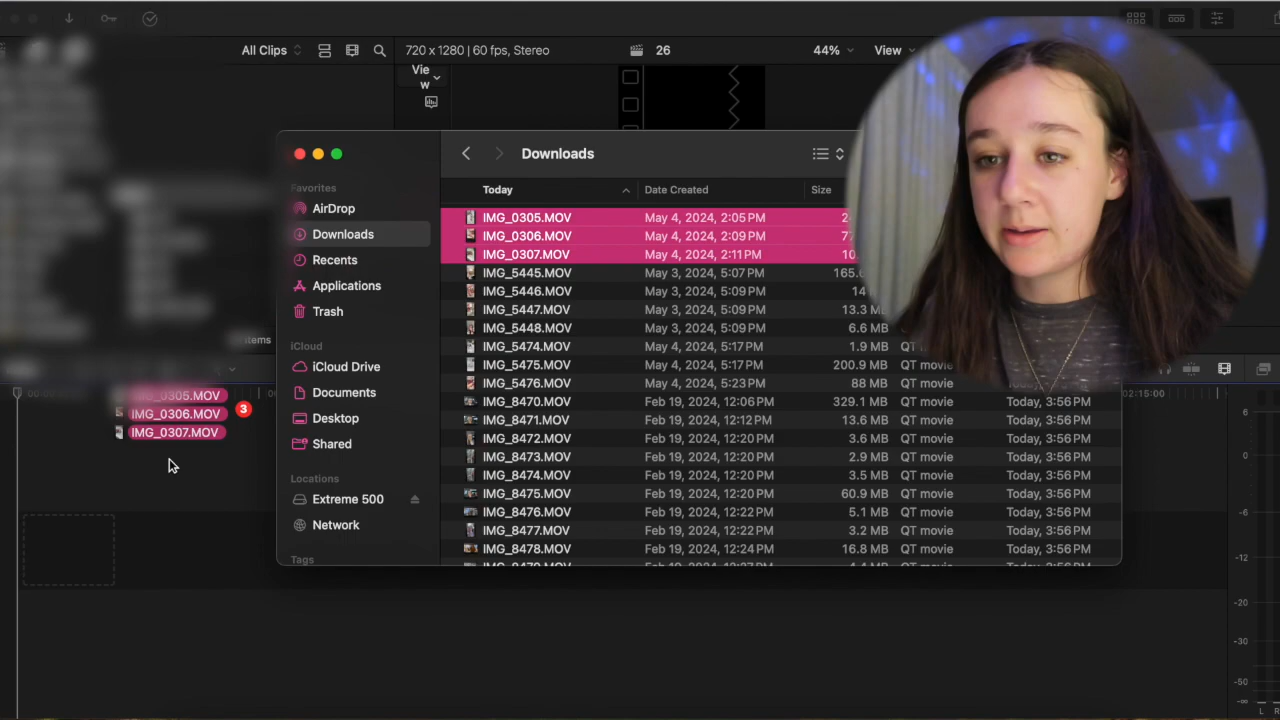 All Clips
720 x 1280 | 60 fps, Stereo
26
44%
View
Vie
w
Downloads
Favorites
AirDrop
Downloads
Recents
Applications
Trash
iCloud
iCloud Drive
Documents
Desktop
Shared
Locations
Extreme 500
Network
Tags
Today
Date Created
Size
IMG_0305.MOV May 4, 2024, 2:05 PM
IMG_0306.MOV May 4, 2024, 2:09 PM
IMG_0307.MOV May 4, 2024, 2:11 PM
IMG_5445.MOV May 3, 2024, 5:07 PM
IMG_5446.MOV May 3, 2024, 5:09 PM
IMG_5447.MOV May 3, 2024, 5:09 PM 13.3 MB
IMG_5448.MOV May 3, 2024, 5:09 PM 6.6 MB
IMG_5474.MOV May 4, 2024, 5:17 PM 1.9 MB QT movie
IMG_5475.MOV May 4, 2024, 5:17 PM 200.9 MB QT movie
IMG_5476.MOV May 4, 2024, 5:23 PM 88 MB QT movie
IMG_8470.MOV Feb 19, 2024, 12:06 PM 329.1 MB QT movie Today, 3:56 PM
IMG_8471.MOV Feb 19, 2024, 12:12 PM 13.6 MB QT movie Today, 3:56 PM
IMG_8472.MOV Feb 19, 2024, 12:20 PM 3.6 MB QT movie Today, 3:56 PM
IMG_8473.MOV Feb 19, 2024, 12:20 PM 2.9 MB QT movie Today, 3:56 PM
IMG_8474.MOV Feb 19, 2024, 12:20 PM 3.5 MB QT movie Today, 3:56 PM
IMG_8475.MOV Feb 19, 2024, 12:20 PM 60.9 MB QT movie Today, 3:56 PM
IMG_8476.MOV Feb 19, 2024, 12:22 PM 5.1 MB QT movie Today, 3:56 PM
IMG_8477.MOV Feb 19, 2024, 12:22 PM 3.2 MB QT movie Today, 3:56 PM
IMG_8478.MOV Feb 19, 2024, 12:24 PM 16.8 MB QT movie Today, 3:56 PM
IMG_0305.MOV
IMG_0306.MOV
3
IMG_0307.MOV
02:15:00
6
0
-6
-12
-20
-30
-50
-∞
L R